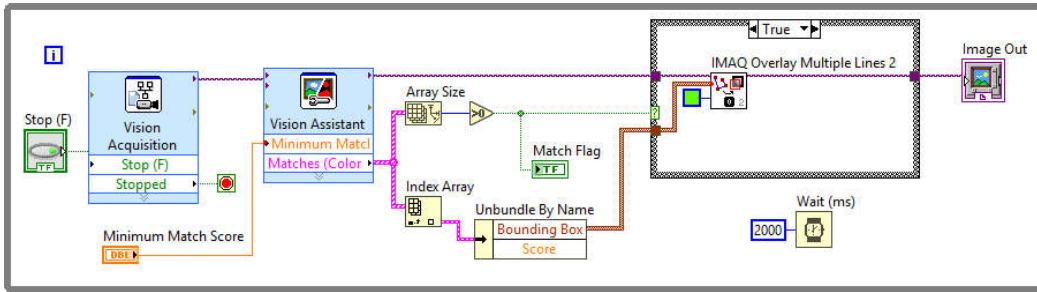 True
i
IMAQ Overlay Multiple Lines 2
Image Out
Array Size
Stop (F)
Vision
Acquisition
Vision Assistant
>0
?
2
TF
Minimum Matcl
Stop (F)
Matches (Color
Match Flag
TF
Stopped
Index Array
Unbundle By Name
Wait (ms)
Bounding Box
2000
Minimum Match Score
Score
DBL